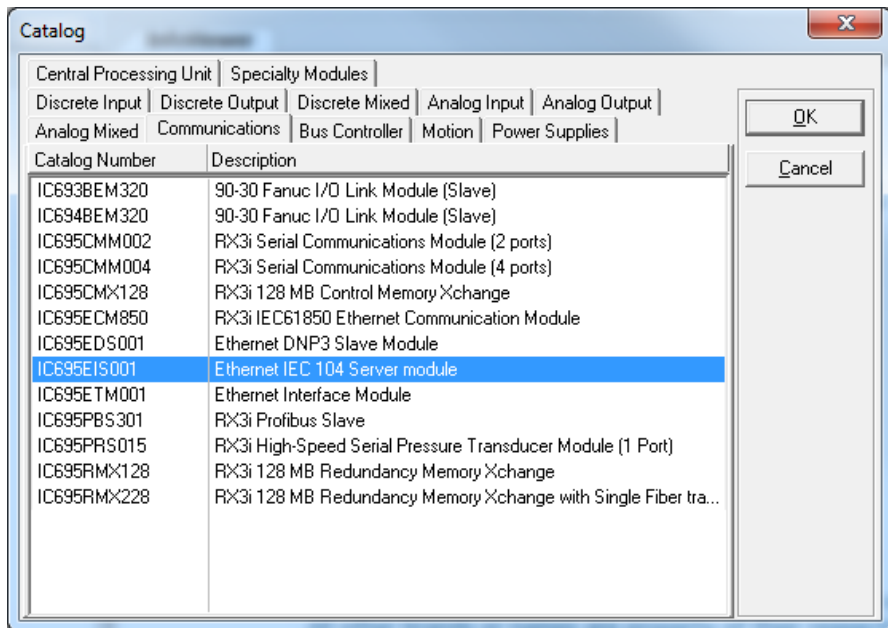 Catalog
Central Processing Unit Specialty Modules
Discrete Input Discrete Output Discrete Mixed Analog Input Analog Output
Analog Mixed Communications Bus Controller Motion Power Supplies
OK
Cancel
Catalog Number Description
IC693BEM320 90-30 Fanuc I/O Link Module (Slave)
IC694BEM320 90-30 Fanuc I/O Link Module (Slave)
IC695CMM002 RX3i Serial Communications Module (2 ports)
IC695CMM004 RX3i Serial Communications Module (4 ports)
IC695CMX128 RX3i 128 MB Control Memory Xchange
IC695ECM850 RX3i IEC61850 Ethernet Communication Module
IC695EDS001 Ethernet DNP3 Slave Module
IC695EIS001 Ethernet IEC 104 Server module
IC695ETM001 Ethernet Interface Module
IC695PBS301 RX3i Profibus Slave
IC695PRS015 RX3i High-Speed Serial Pressure Transducer Module (1 Port)
IC695RMX128 RX3i 128 MB Redundancy Memory Xchange
IC695RMX228 RX3i 128 MB Redundancy Memory Xchange with Single Fiber tra...